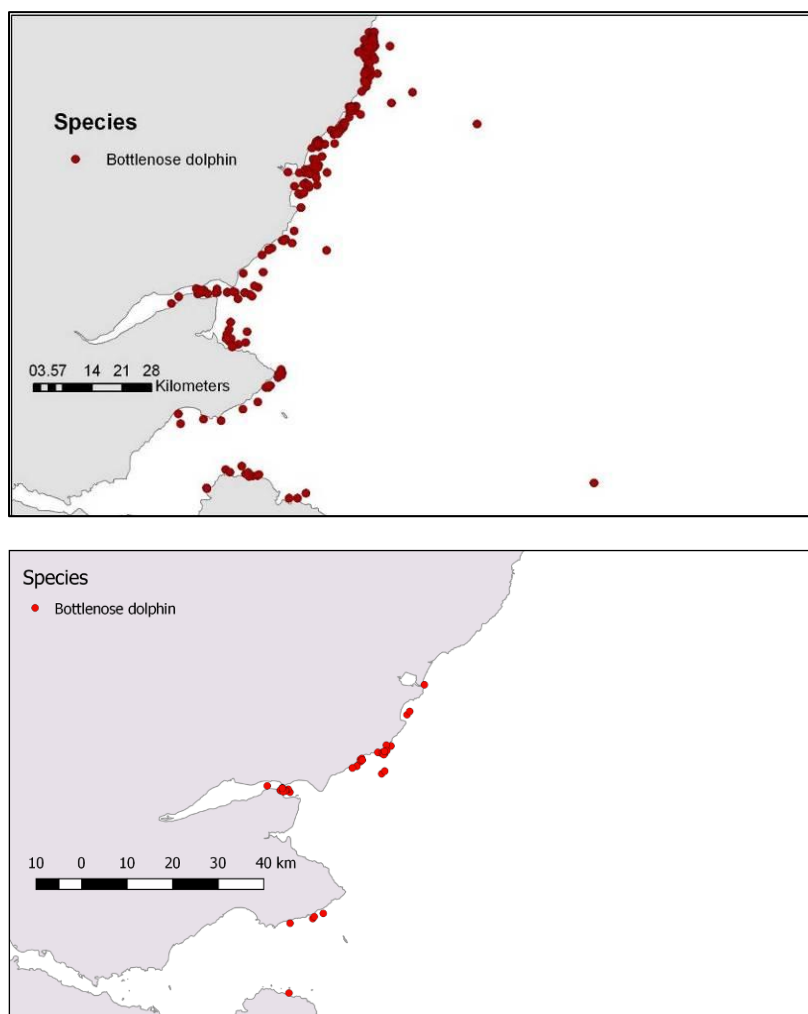 Species
Bottlenose dolphin
03.57 14 21 28
Kilometers
Species
Bottlenose dolphin
10 0 10 20 30 40 km